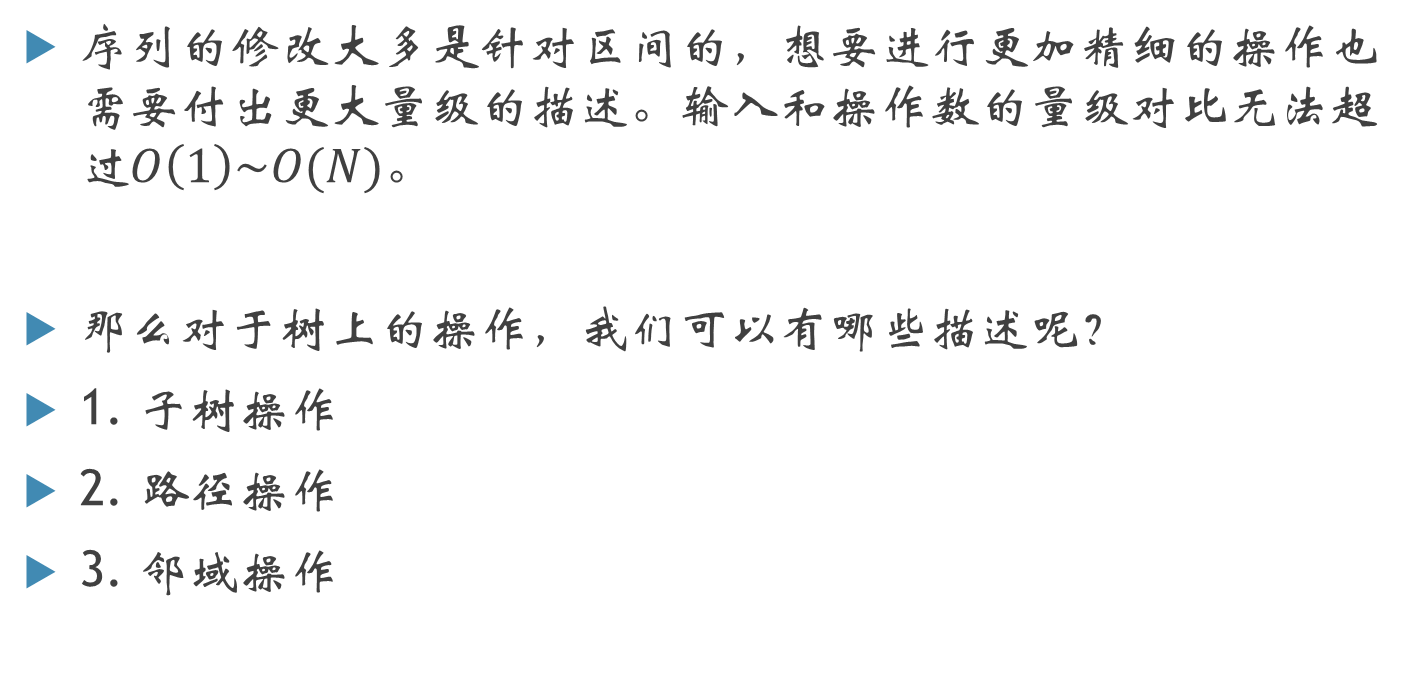 序列的修改大多是针对区间的，想要进行更加精细的操作也
需要付出更大量级的描述。输入和操作数的量级对比无法超
过O(1)~O(N)。
那么对于树上的操作，我们可以有哪些描述呢？
1. 子树操作
2. 路径操作
3. 邻域操作